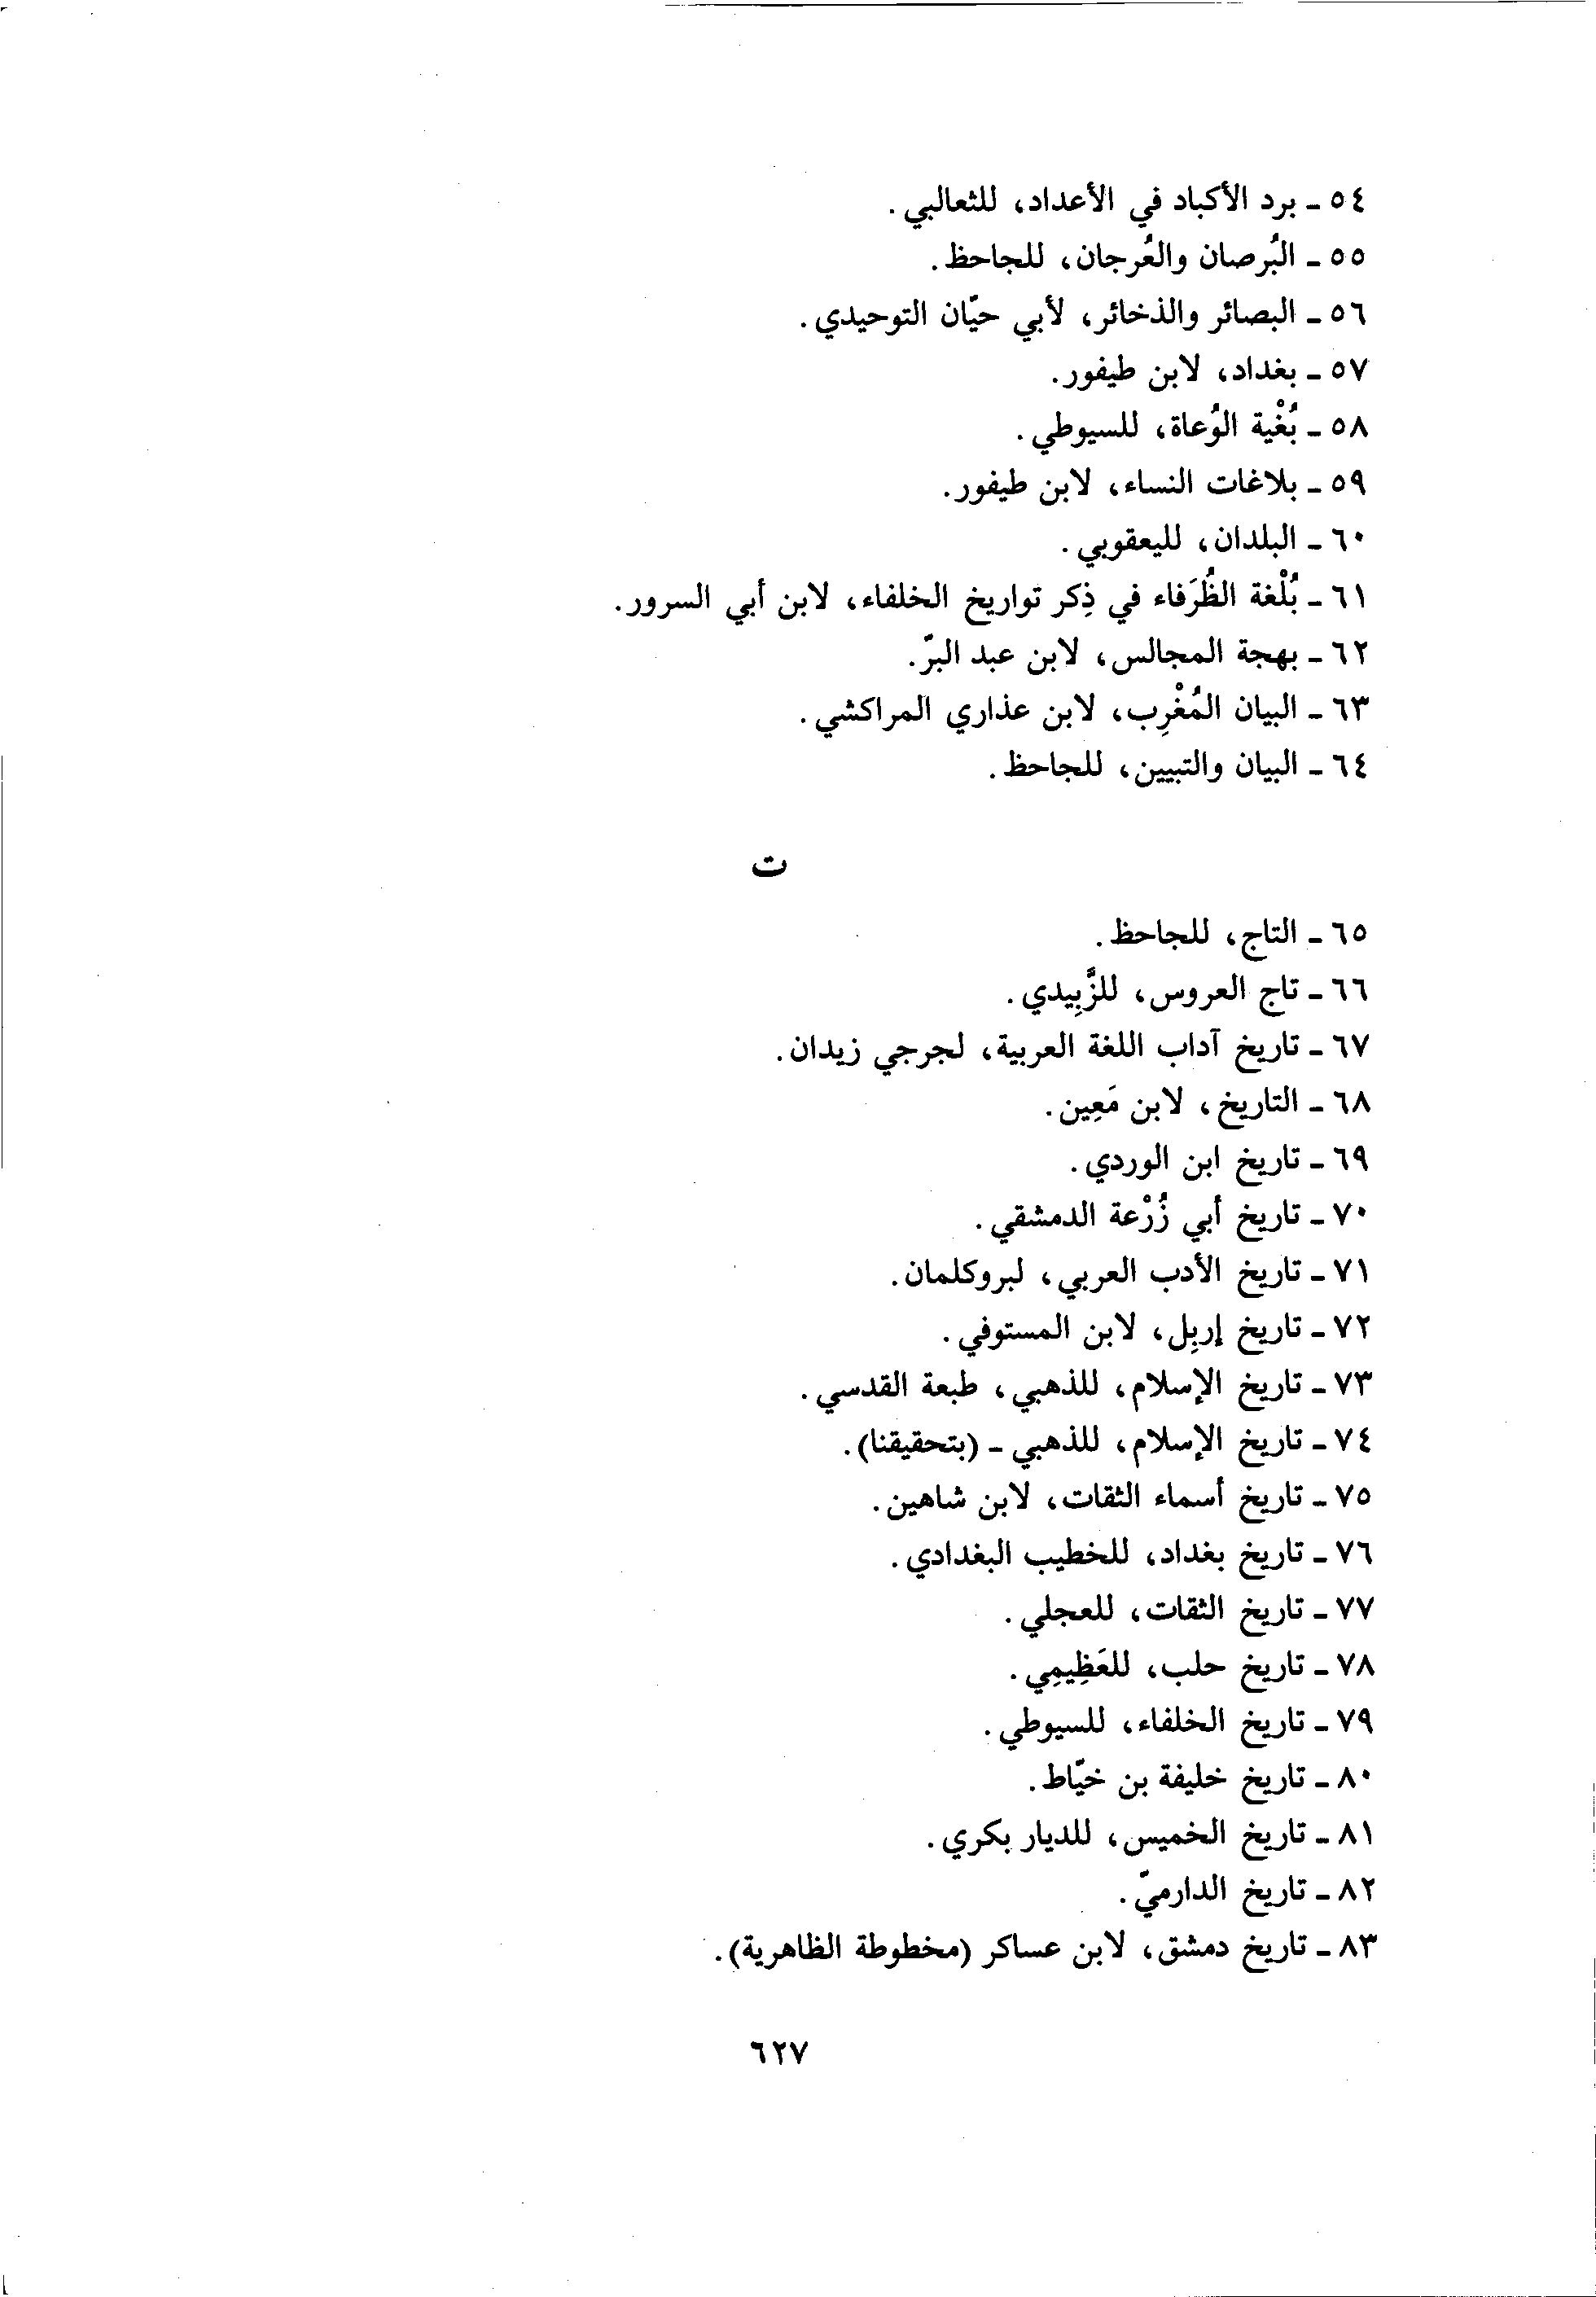 ٥٤ - برد الأكباد في الأعداد، للثعالبي.
٥٥ - البُرصان والعُرجان، للجاحظ.
٥٦ - البصائر والذخائر، لأبي حيّان التوحيدي.
٥٧ - بغداد، لابن طيفور.
٥٨ - بُغْية الوُعاة، للسيوطي.
٥٩ - بلاغات النساء، لابن طيفور.
٦٠ - البلدان، لليعقوبي.
٦١ - بُلْغة الظُرَفاء في ذِكر تواريخ الخلفاء، لابن أبي السرور.
٦٢ - بهجة المجالس، لابن عبد البرّ.
٦٣ - البيان المُغْرِب، لابن عذاري المراكشي.
٦٤ - البيان والتبيين، للجاحظ.
ت
٦٥ - التاج، للجاحظ.
٦٦ - تاج العروس، للزَّبِيدي.
٦٧ - تاريخ آداب اللغة العربية، لجرجي زيدان.
٦٨ - التاريخ، لابن مَعِين.
٦٩ - تاريخ ابن الوردي.
٧٠ - تاريخ أبي زُرْعة الدمشقي.
٧١ - تاريخ الأدب العربي، لبروكلمان.
٧٢ - تاريخ إربِل، لابن المستوفي.
٧٣ - تاريخ الإسلام، للذهبي، طبعة القدسي.
٧٤ - تاريخ الإسلام، للذهبي - (بتحقيقنا).
٧٥ - تاريخ أسماء الثقات، لابن شاهين.
٧٦ - تاريخ بغداد، للخطيب البغدادي.
٧٧ - تاريخ الثقات، للعجلي.
٧٨ - تاريخ حلب، للعَظِيمِي.
٧٩ - تاريخ الخلفاء، للسيوطي.
٨٠ - تاريخ خليفة بن خيّاط.
٨١ - تاريخ الخميس، للديار بكري.
٨٢ - تاريخ الدارميّ.
٨٣ - تاريخ دمشق، لابن عساكر (مخطوطة الظاهرية).
٦٢٧